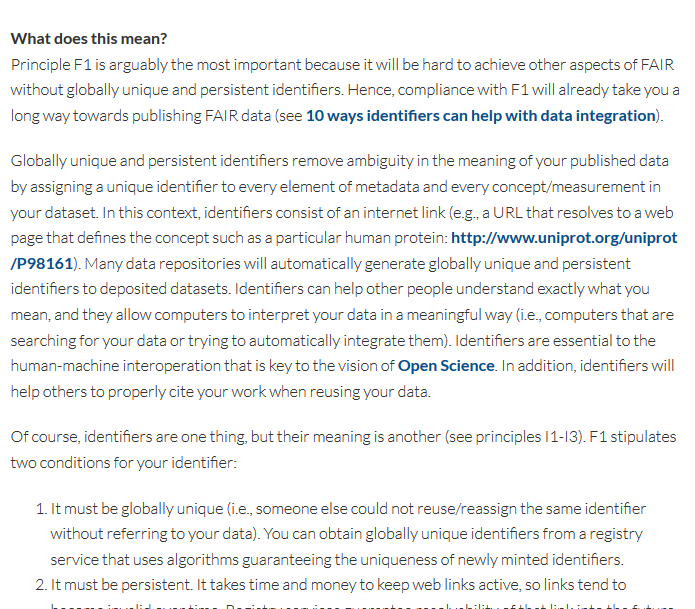 What does this mean?
Principle F1 is arguably the most important because it will be hard to achieve other aspects of FAIR
without globally unique and persistent identifiers. Hence, compliance with F1 will already take you a
long way towards publishing FAIR data (see 10 ways identifiers can help with data integration).
Globally unique and persistent identifiers remove ambiguity in the meaning of your published data
by assigning a unique identifier to every element of metadata and every concept/measurement in
your dataset. In this context, identifiers consist of an internet link (e.g., a URL that resolves to a web
page that defines the concept such as a particular human protein: http://www.uniprot.org/uniprot
/P98161). Many data repositories will automatically generate globally unique and persistent
identifiers to deposited datasets. Identifiers can help other people understand exactly what you
mean, and they allow computers to interpret your data in a meaningful way (i.e., computers that are
searching for your data or trying to automatically integrate them). Identifiers are essential to the
human-machine interoperation that is key to the vision of Open Science. In addition, identifiers will
help others to properly cite your work when reusing your data.
Of course, identifiers are one thing, but their meaning is another (see principles I1-I3). F1 stipulates
two conditions for your identifier:
1. It must be globally unique (i.e., someone else could not reuse/reassign the same identifier
without referring to your data). You can obtain globally unique identifiers from a registry
service that uses algorithms guaranteeing the uniqueness of newly minted identifiers.
2. It must be persistent. It takes time and money to keep web links active, so links tend to